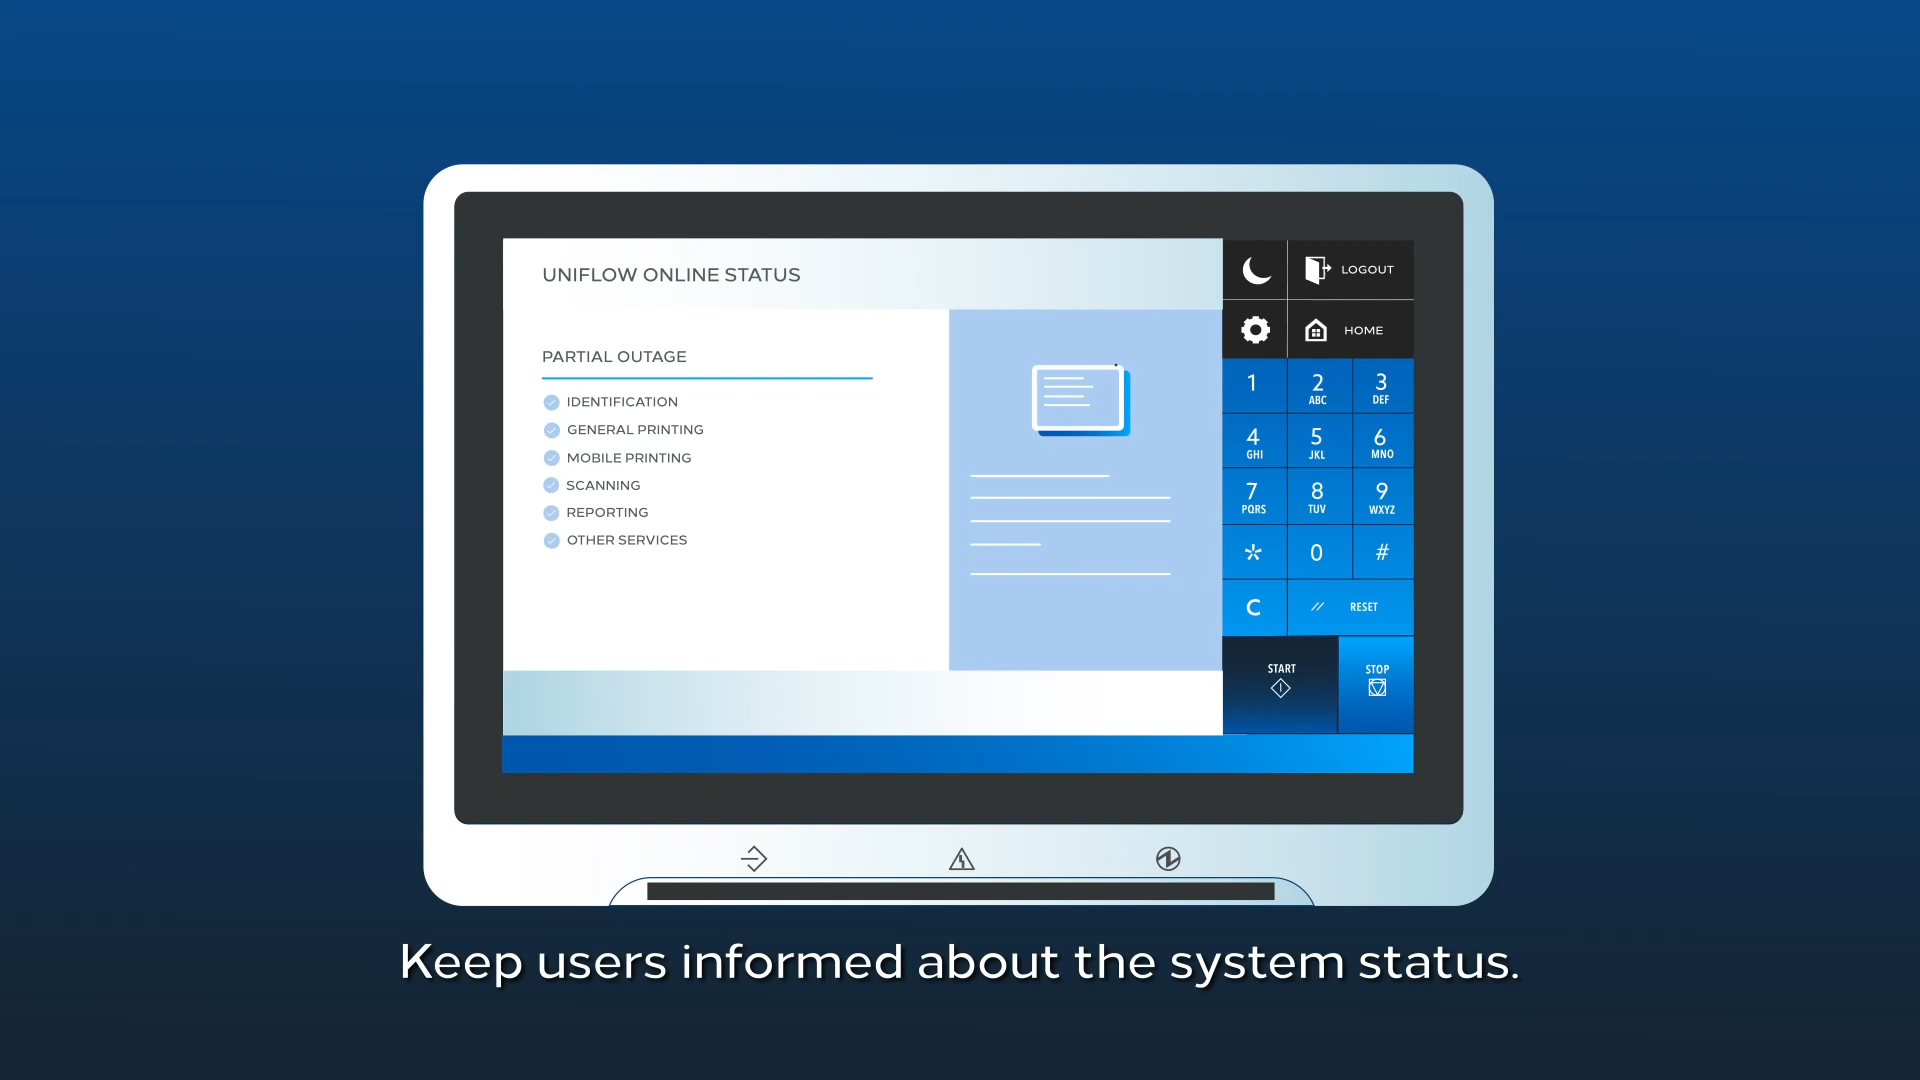 UNIFLOW ONLINE STATUS
PARTIAL OUTAGE
IDENTIFICATION
GENERAL PRINTING
MOBILE PRINTING
SCANNING
REPORTING
OTHER SERVICES
LOGOUT
HOME
1
2
ABC
3
DEF
4
GHI
5
JKL
6
MNO
7
PQRS
8
TUV
9
WXYZ
*
0
#
C
RESET
START
STOP
Keep users informed about the system status.